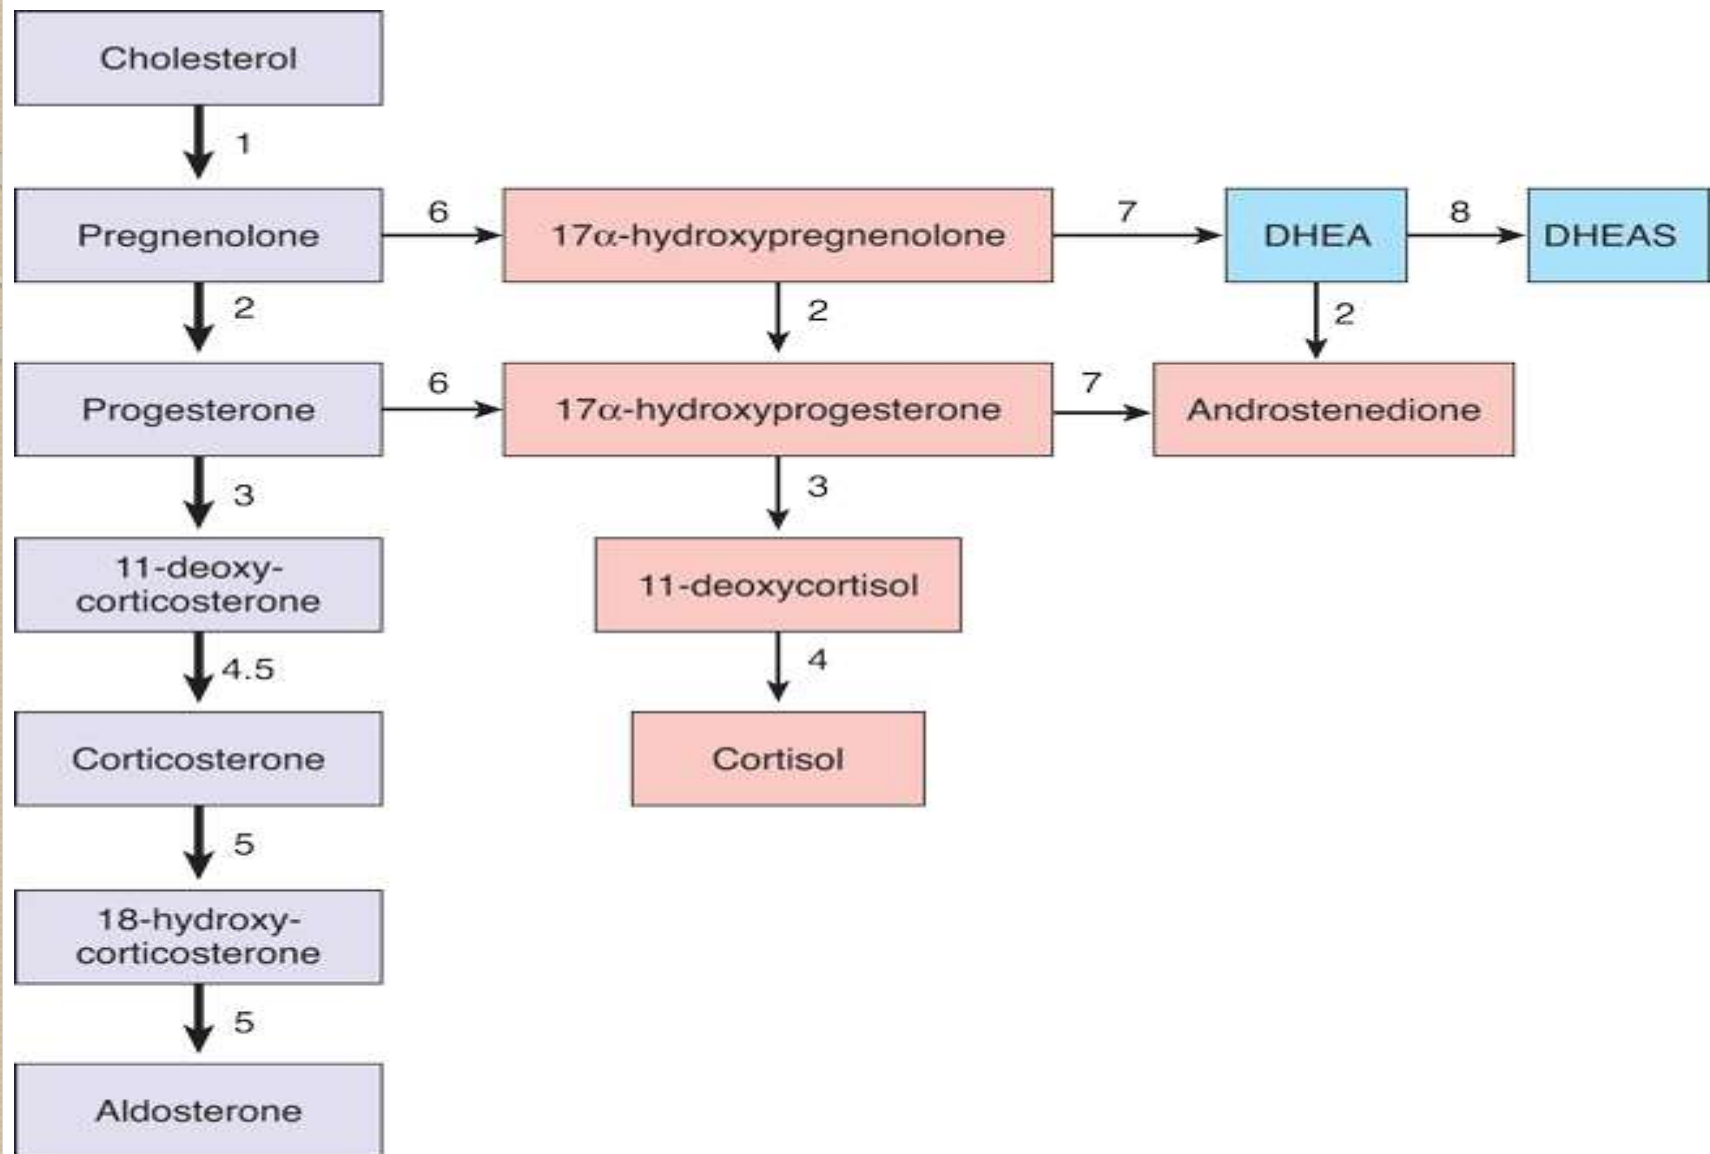 Cholesterol
1
Pregnenolone
6
17α-hydroxypregnenolone
7
DHEA
8
DHEAS
2
2
2
Progesterone
6
17α-hydroxyprogesterone
7
Androstenedione
3
3
11-deoxy-
corticosterone
11-deoxycortisol
4.5
4
Corticosterone
Cortisol
5
18-hydroxy-
corticosterone
5
Aldosterone